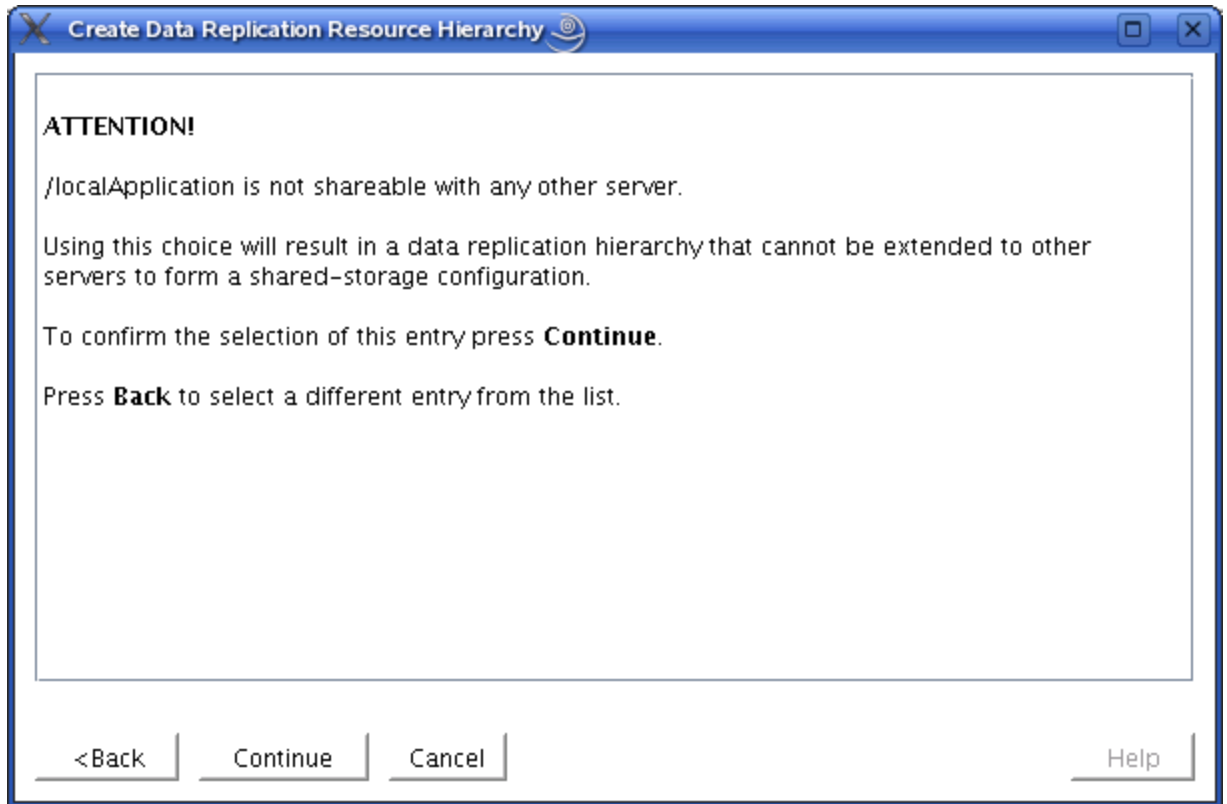 Create Data Replication Resource Hierarchy
ATTENTION!
/localApplication is not shareable with any other server.
Using this choice will result in a data replication hierarchy that cannot be extended to other
servers to form a shared-storage configuration.
To confirm the selection of this entry press Continue.
Press Back to select a different entry from the list.
<Back Continue Cancel Help